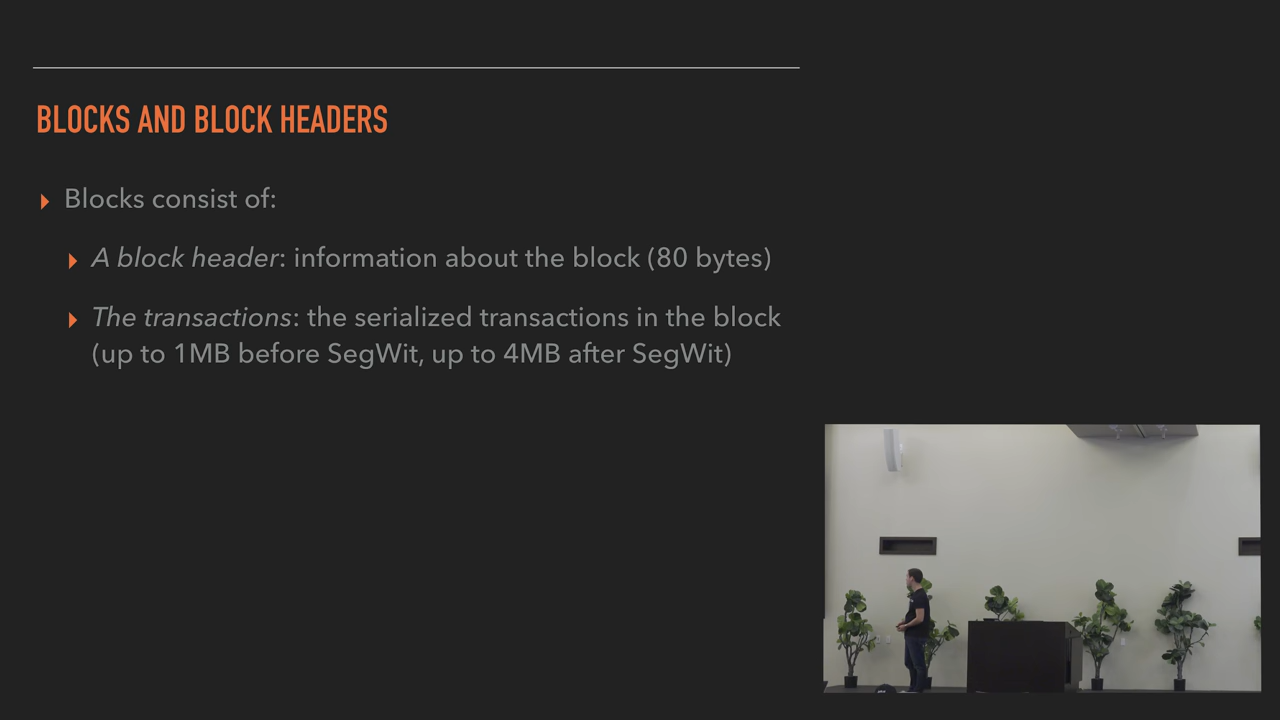 BLOCKS AND BLOCK HEADERS
Blocks consist of:
A block header: information about the block (80 bytes)
The transactions: the serialized transactions in the block
(up to 1MB before SegWit, up to 4MB after SegWit)